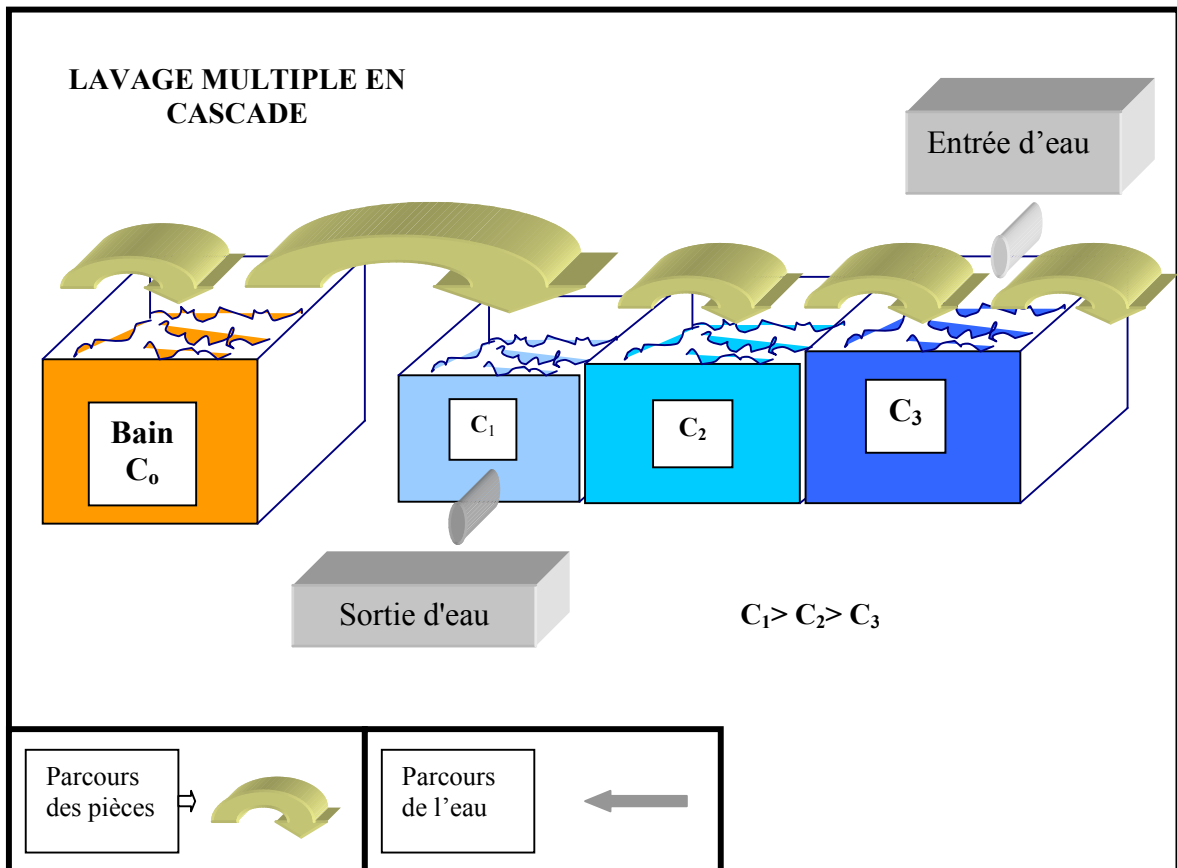 LAVAGE MULTIPLE EN
CASCADE
Entrée d’eau
Bain
Co
C1
C2
C3
Sortie d'eau
C1> C2> C3
Parcours
des pièces
Parcours
de l’eau